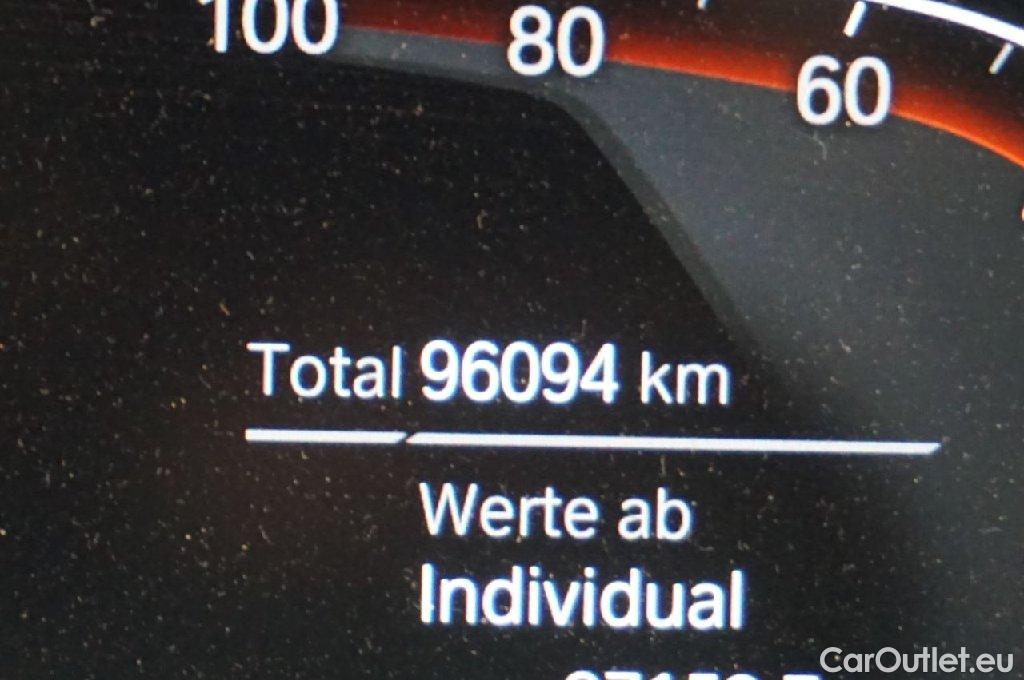 100 80 60
Total 96094 km
Werte ab
Individual
CarOutlet.eu